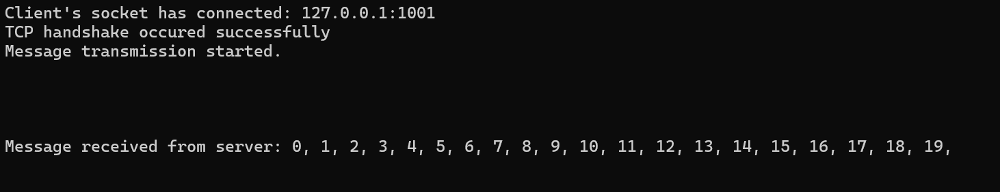 Client's socket has connected: 127.0.0.1:1001
TCP handshake occured successfully
Message transmission started.
Message received from server: 0, 1, 2, 3, 4, 5, 6, 7, 8, 9, 10, 11, 12, 13, 14, 15, 16, 17, 18, 19,